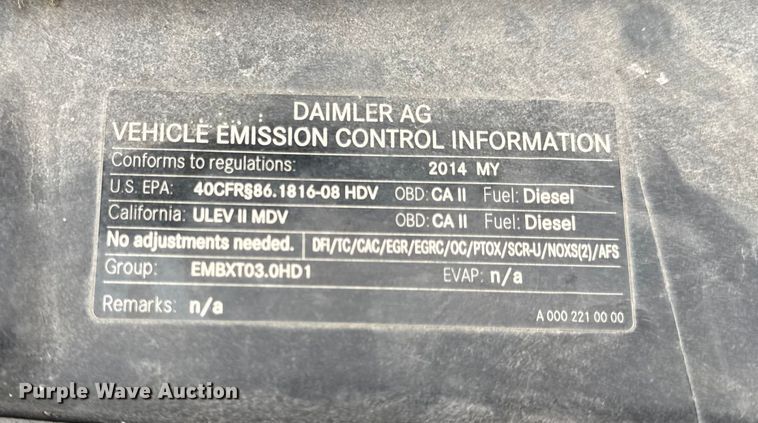 DAIMLER AG
VEHICLE EMISSION CONTROL INFORMATION
Conforms to regulations: 2014 MY
U.S. EPA: 40CFR§86.1816-08 HDV OBD: CA II Fuel: Diesel
California: ULEV II MDV OBD: CA II Fuel: Diesel
No adjustments needed. DFI/TC/CAC/EGR/EGRC/OC/PTOX/SCR-U/NOXS(2)/AFS
Group: EMBXT03.0HD1 EVAP: n/a
Remarks: n/a A 000 221 00 00
Purple Wave Auction